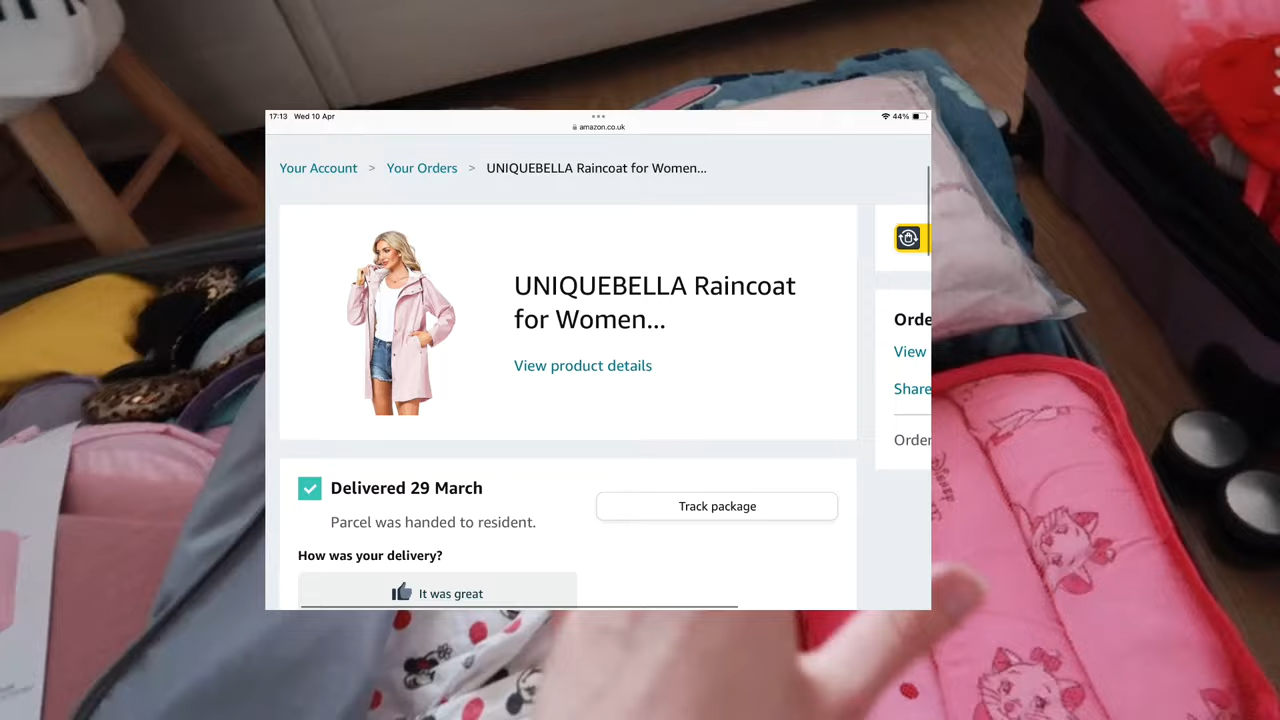 17:13 Wed 10 Apr
44%
amazon.co.uk
Your Account > Your Orders > UNIQUEBELLA Raincoat for Women...
UNIQUEBELLA Raincoat
for Women...
View product details
Orde
View
Share
Order
Delivered 29 March
Track package
Parcel was handed to resident.
How was your delivery?
It was great
Disney